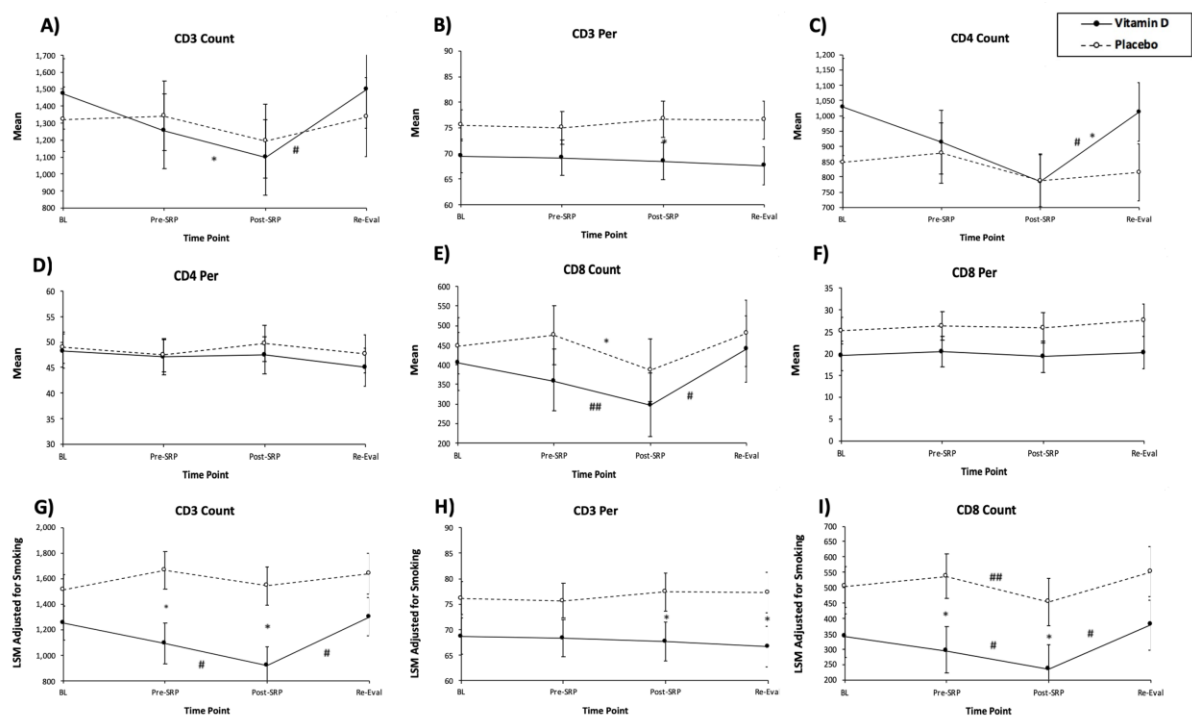 A)
CD3 Count
Mean
1,700
1,600
1,500
1,400
1,300
1,200
1,100
1,000
900
800
*
#
BL
Pre-SRP
Post-SRP
Re-Eval
Time Point
B)
CD3 Per
Mean
90
85
80
75
70
65
60
*
BL
Pre-SRP
Post-SRP
Re-Eval
Time Point
C)
CD4 Count
Vitamin D
Placebo
Mean
1,200
1,100
1,050
1,000
950
900
850
800
750
700
#
*
BL
Pre-SRP
Post-SRP
Re-Eval
Time Point
D)
CD4 Per
Mean
60
55
50
45
40
35
30
BL
Pre-SRP
Post-SRP
Re-Eval
Time Point
E)
CD8 Count
Mean
600
550
500
450
400
350
300
250
200
*
##
#
BL
Pre-SRP
Post-SRP
Re-Eval
Time Point
F)
CD8 Per
Mean
35
30
25
20
15
10
5
0
BL
Pre-SRP
Post-SRP
Re-Eval
Time Point
G)
CD3 Count
LSM Adjusted for Smoking
2,000
1,800
1,600
1,400
1,200
1,000
800
*
*
#
#
BL
Pre-SRP
Post-SRP
Re-Eval
Time Point
H)
CD3 Per
LSM Adjusted for Smoking
90
85
80
75
70
65
60
*
*
BL
Pre-SRP
Post-SRP
Re-Eval
Time Point
I)
CD8 Count
LSM Adjusted for Smoking
700
650
600
550
500
450
400
350
300
250
200
##
*
#
*
#
BL
Pre-SRP
Post-SRP
Re-Eval
Time Point